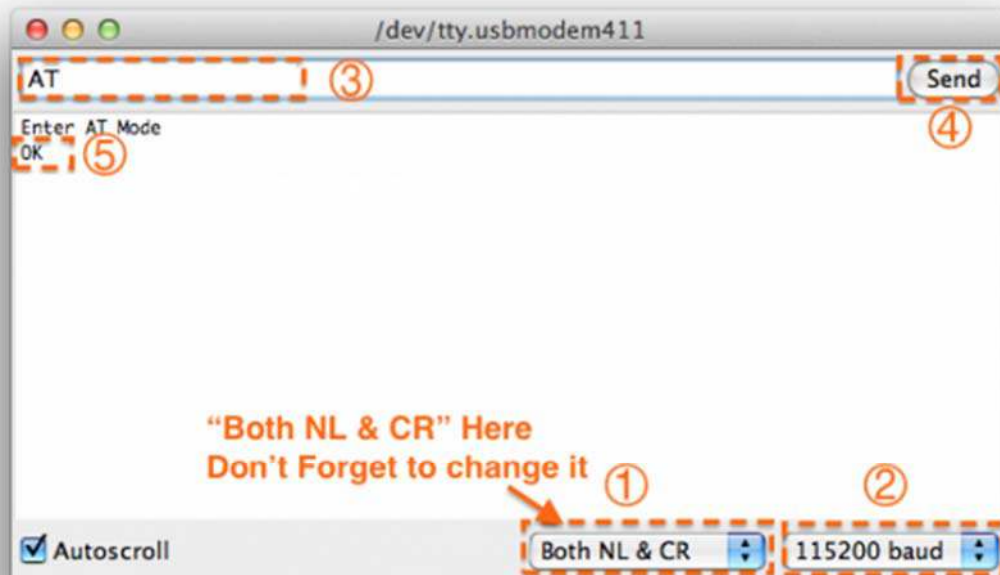 /dev/tty.usbmodem411
AT
③
Send
④
Enter AT Mode
OK
⑤
“Both NL & CR” Here
Don't Forget to change it
①
②
Autoscroll
Both NL & CR
115200 baud